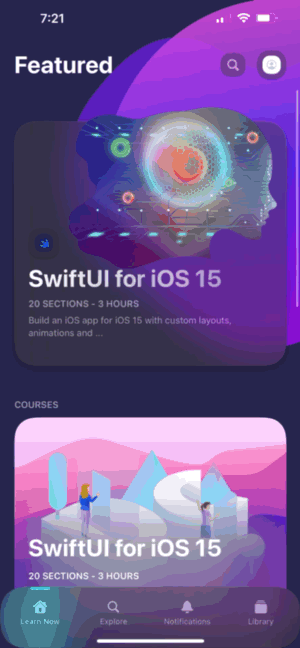 7:21
Featured
SwiftUI for iOS 15
20 SECTIONS - 3 HOURS
Build an iOS app for iOS 15 with custom layouts,
animations and ...
COURSES
SwiftUI for iOS 15
20 SECTIONS - 3 HOURS
Learn Now
Explore
Notifications
Library